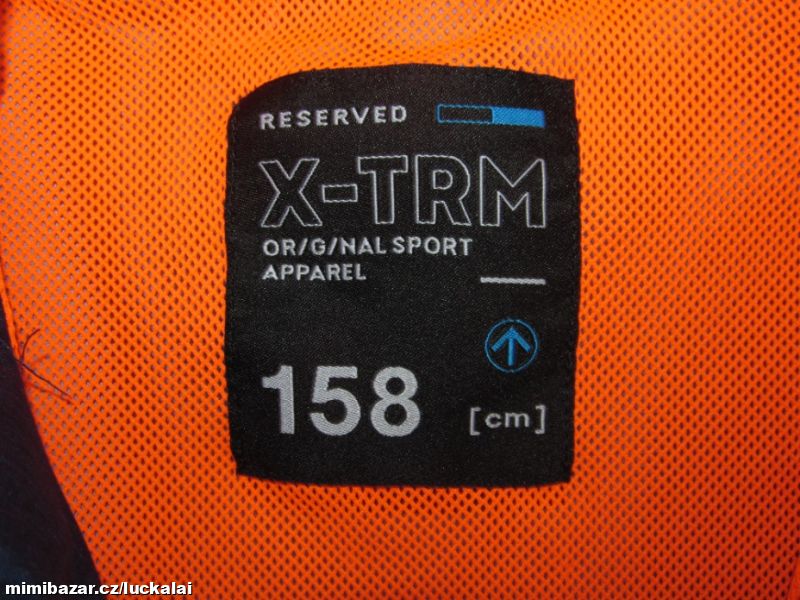 RESERVED
X-TRM
OR/G/NAL SPORT
APPAREL
158 [cm]
mimibazar.cz/luckalai